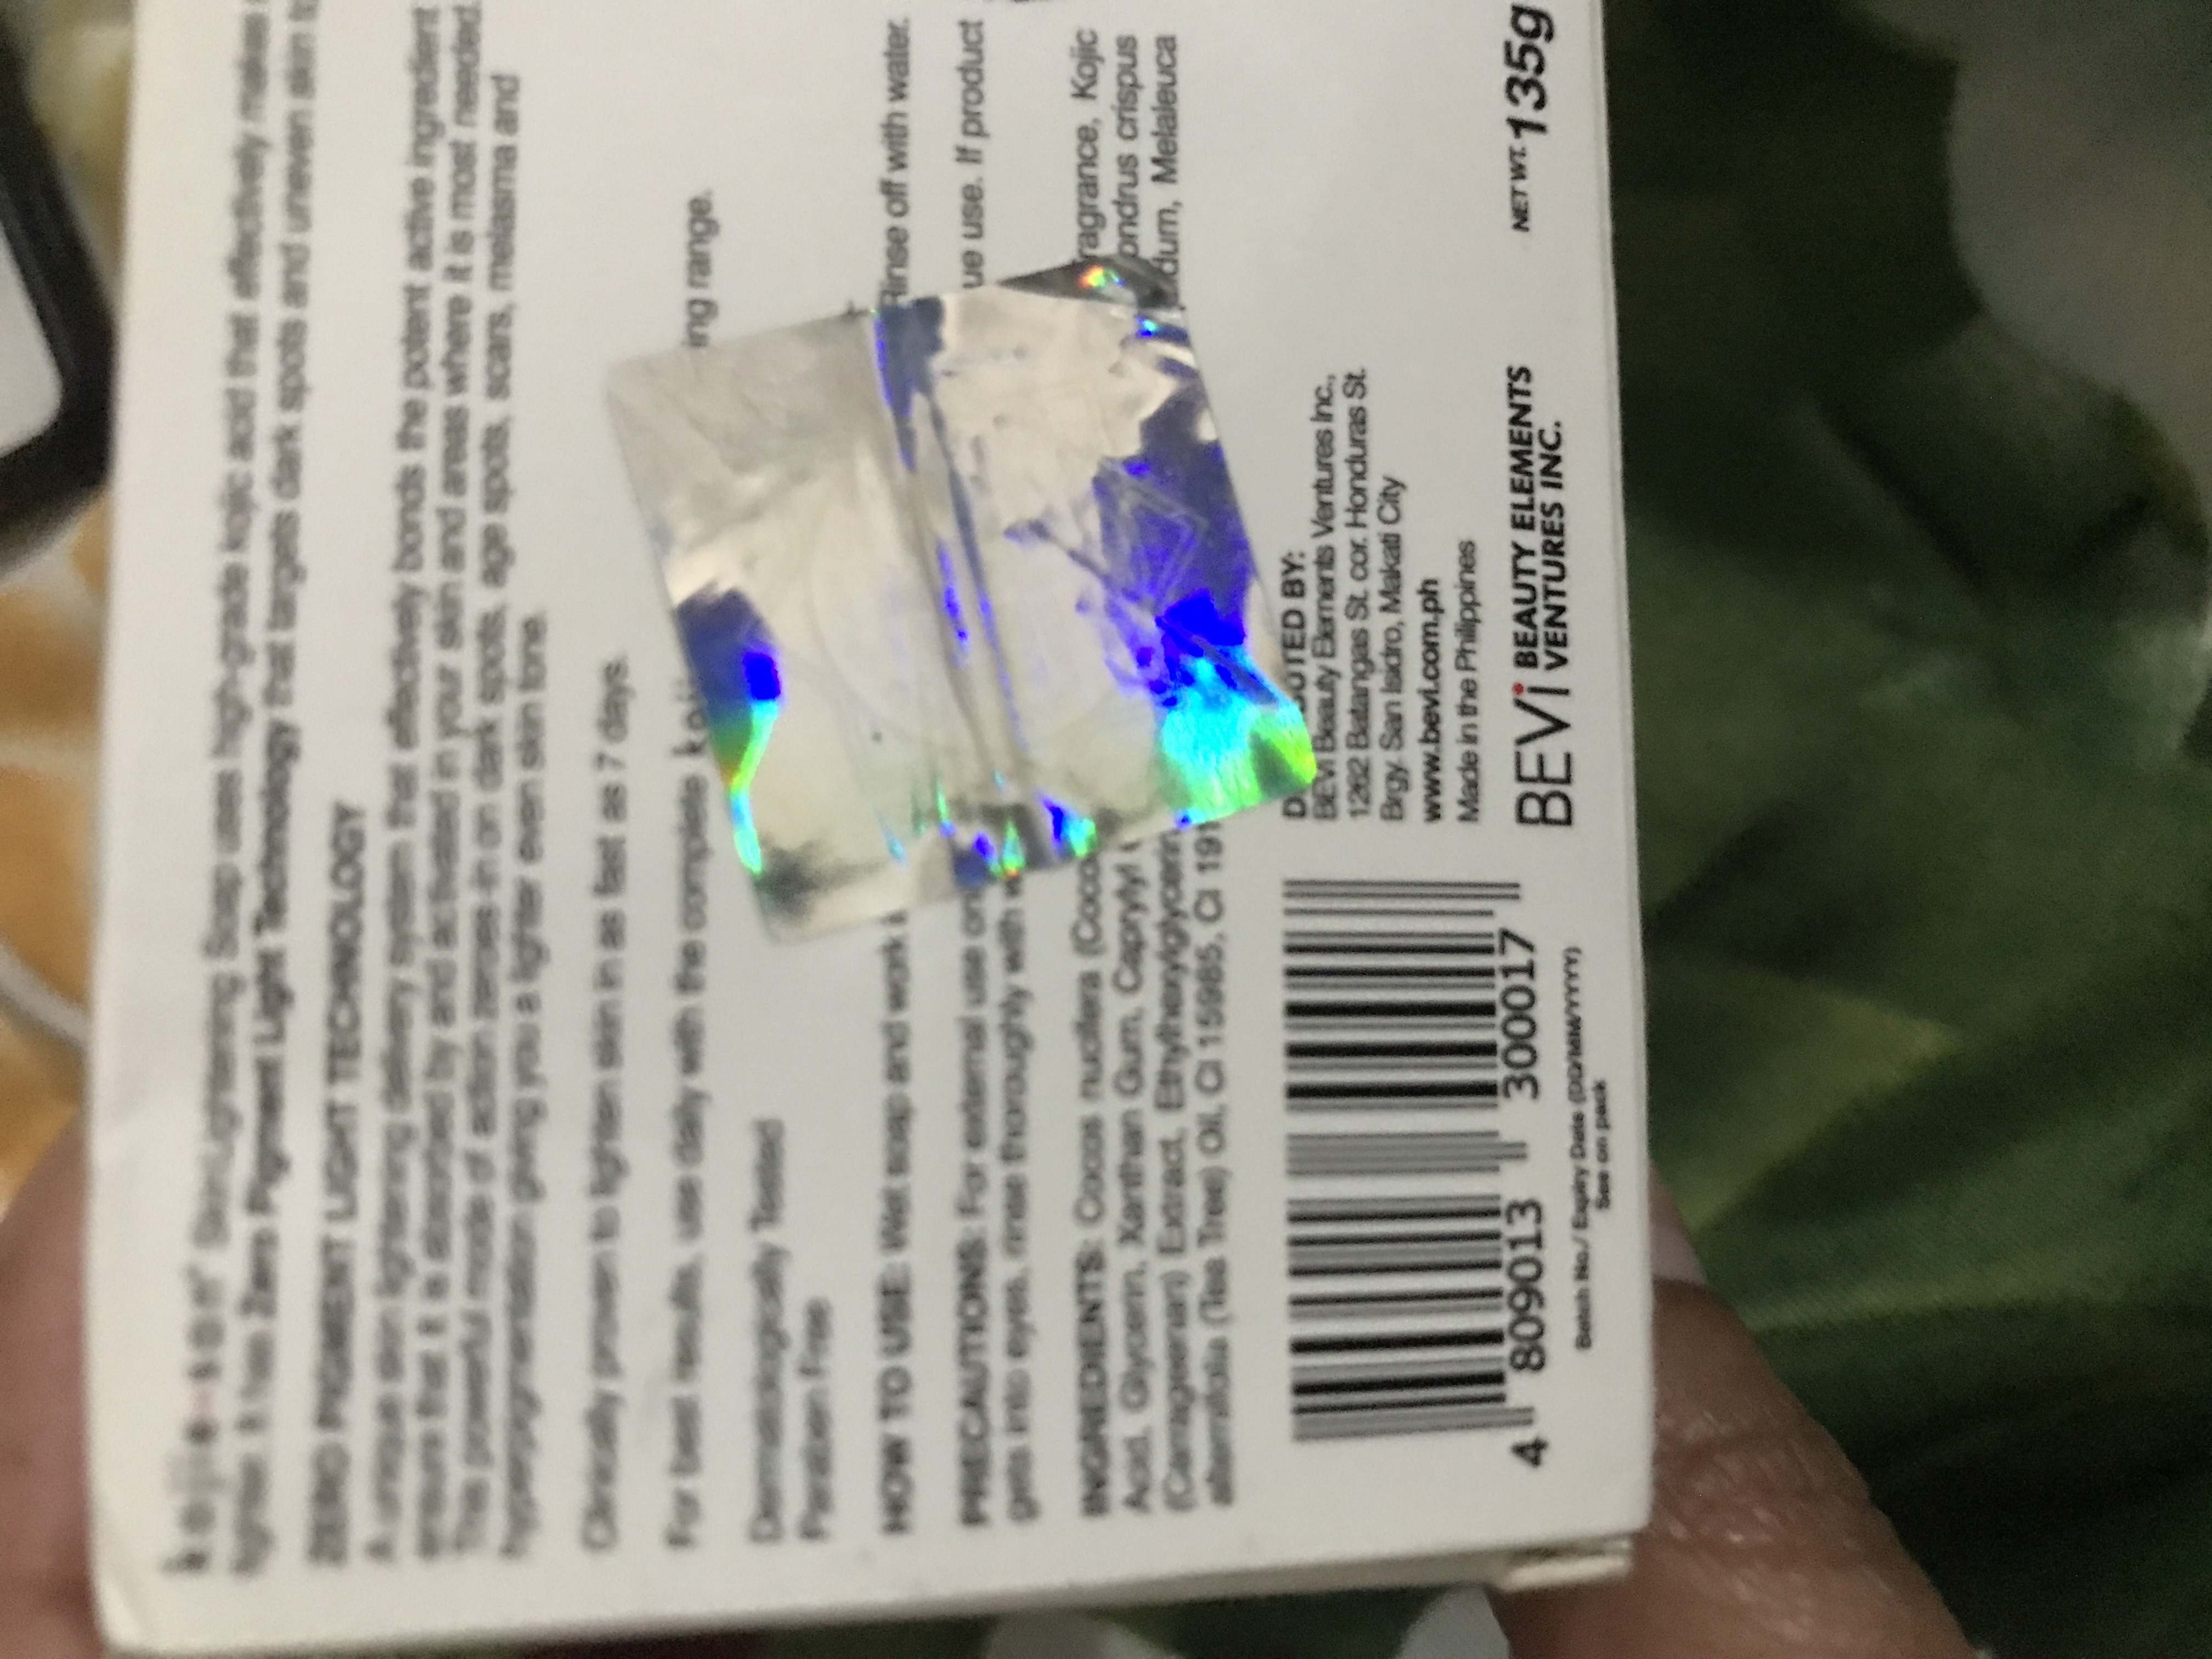 kojie-san® Skin Lightening Soap uses high-grade kojic acid that effectively makes
lighter. It has Zero Pigment Light Technology that targets dark spots and uneven skin
ZERO PIGMENT LIGHT TECHNOLOGY
A unique skin lightening delivery system that effectively bonds the potent active ingredient
ensure that it is absorbed by and activated in your skin and areas where it is most needed.
This powerful mode of action zeroes-in on dark spots, age spots, scars, melasma and
hyperpigmentation giving you a lighter even skin tone.
Clinically proven to lighten skin in as fast as 7 days.
For best results, use daily with the complete koji ing range.
Dermatologically Tested
Paraben Free
HOW TO USE: Wet soap and work Rinse off with water.
PRECAUTIONS: For external use on ue use. If product
gets into eyes, rinse thoroughly with w
INGREDIENTS: Cocos nucifera (Coco ragrance, Kojic
Acid, Glycerin, Xanthan Gum, Caprylyl ondrus crispus
(Carrageenan) Extract, Ethylhexylglycerin dum, Melaleuca
alternifolia (Tea Tree) Oil, CI 15985, CI 191
4 809013 300017
Batch No./ Expiry Date (DD/MM/YYYY)
See on pack
D UTED BY:
BEVi Beauty Elements Ventures Inc.,
1262 Batangas St. cor. Honduras St.
Brgy. San Isidro, Makati City
www.bevi.com.ph
Made in the Philippines
BEVi BEAUTY ELEMENTS
VENTURES INC.
NET WT. 135g